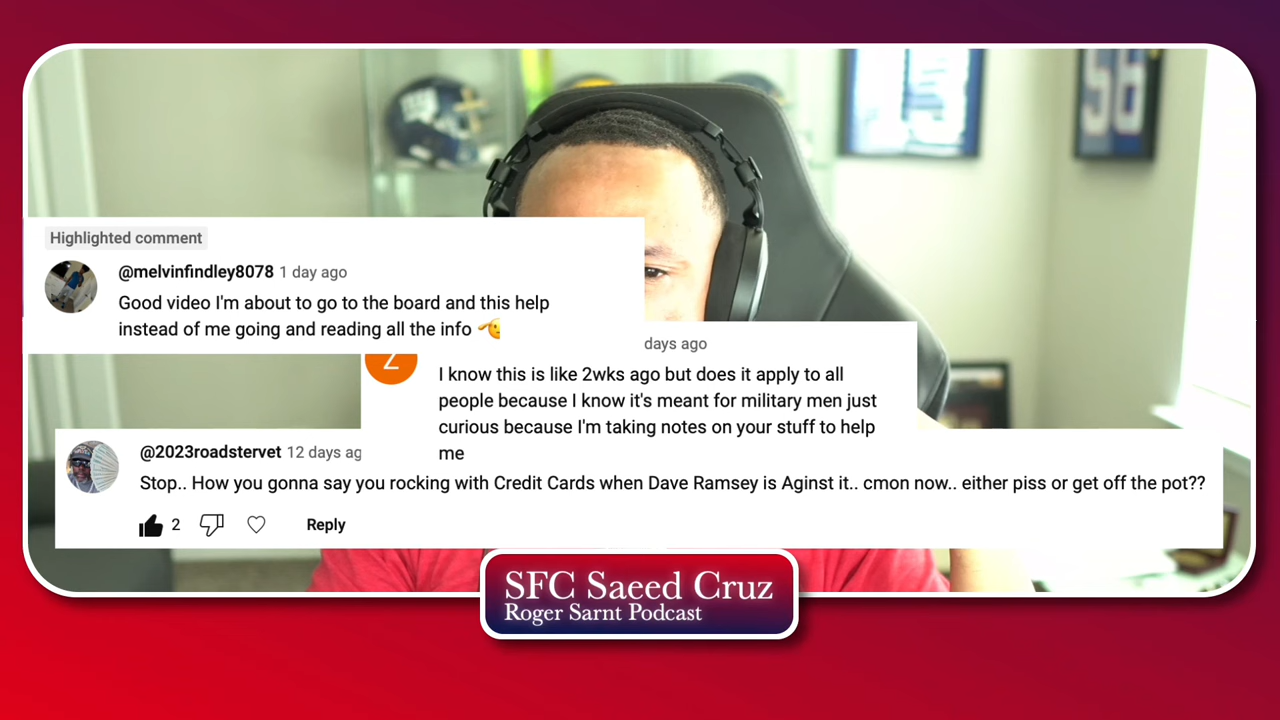 56
Highlighted comment
@melvinfindley8078 1 day ago
Good video I'm about to go to the board and this help
instead of me going and reading all the info
Z
days ago
I know this is like 2wks ago but does it apply to all
people because I know it's meant for military men just
curious because I'm taking notes on your stuff to help
me
@2023roadstervet 12 days ag
Stop.. How you gonna say you rocking with Credit Cards when Dave Ramsey is Aginst it.. cmon now.. either piss or get off the pot??
2 Reply
SFC Saeed Cruz
Roger Sarnt Podcast